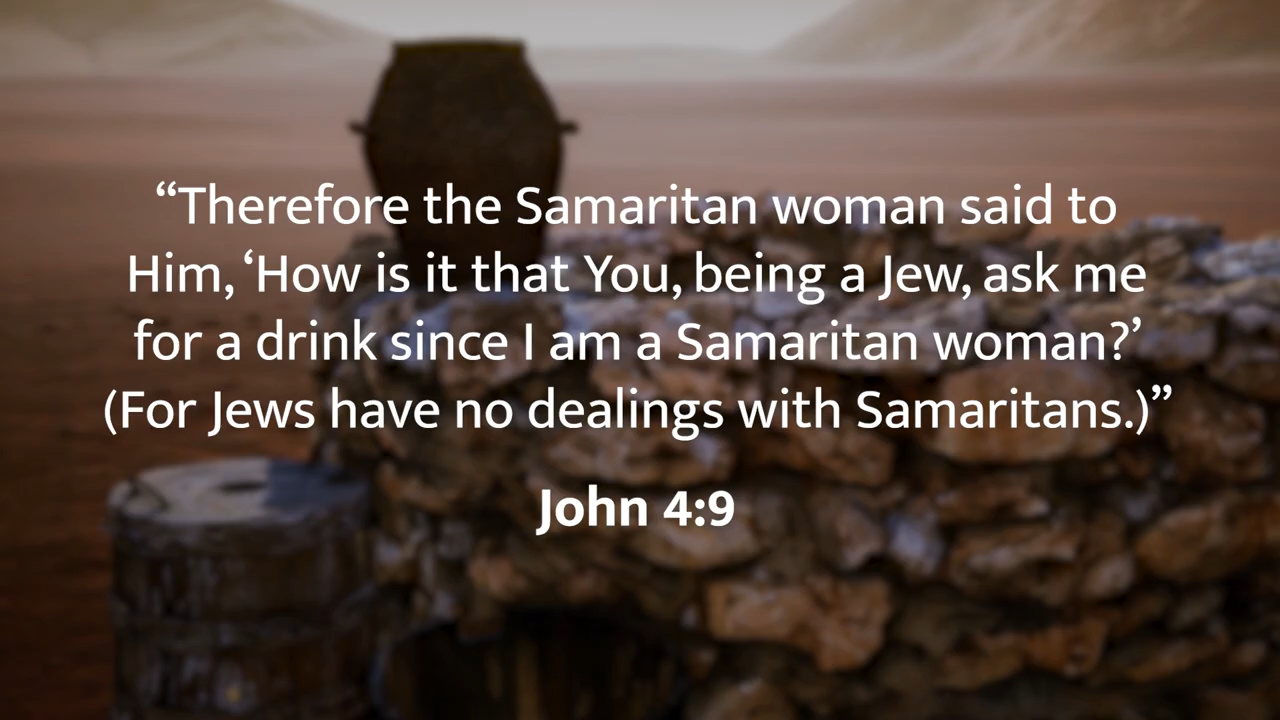 “Therefore the Samaritan woman said to
Him, ‘How is it that You, being a Jew, ask me
for a drink since I am a Samaritan woman?’
(For Jews have no dealings with Samaritans.)”
John 4:9